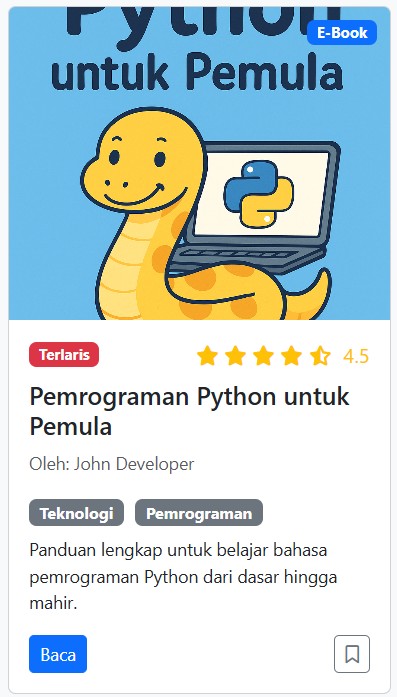 Python
E-Book
untuk Pemula
Terlaris
4.5
Pemrograman Python untuk
Pemula
Oleh: John Developer
Teknologi
Pemrograman
Panduan lengkap untuk belajar bahasa
pemrograman Python dari dasar hingga
mahir.
Baca